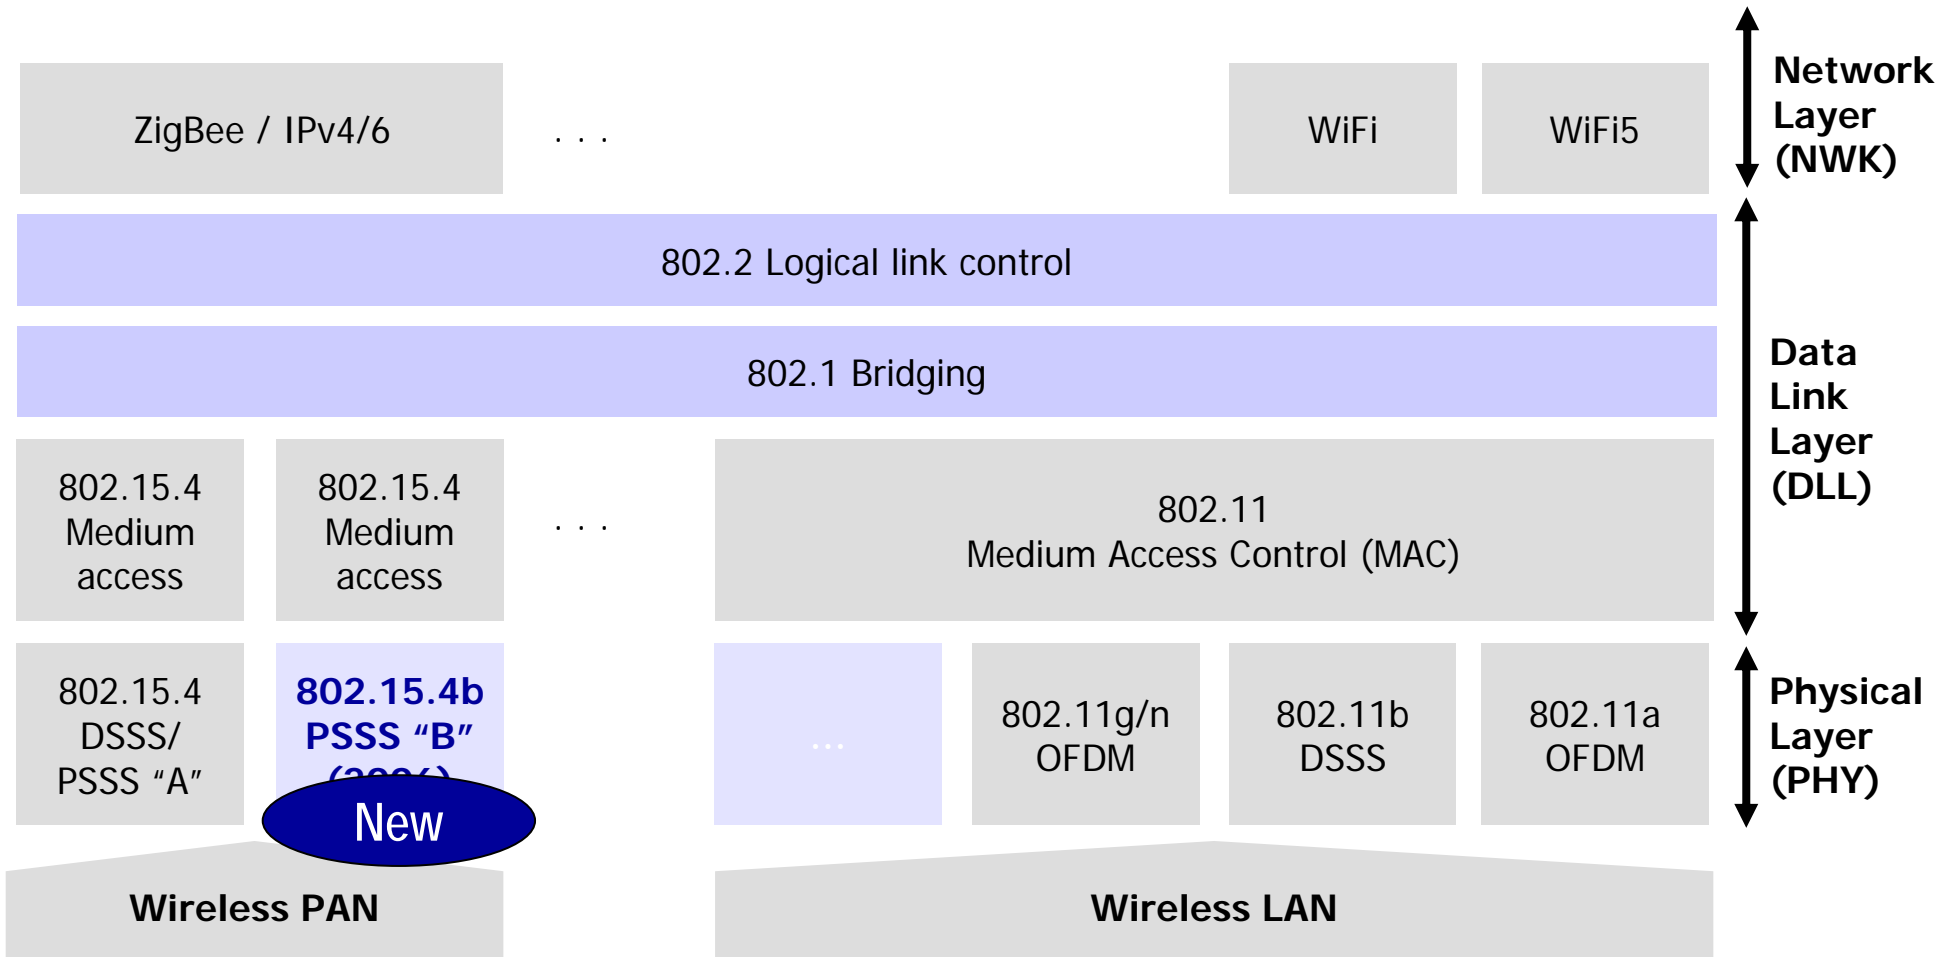 ZigBee / IPv4/6
. . .
WiFi
WiFi5
Network
Layer
(NWK)
802.2 Logical link control
802.1 Bridging
Data
Link
Layer
(DLL)
802.15.4
Medium
access
802.15.4
Medium
access
. . .
802.11
Medium Access Control (MAC)
802.15.4
DSSS/
PSSS “A”
802.15.4b
PSSS “B”
New
...
802.11g/n
OFDM
802.11b
DSSS
802.11a
OFDM
Physical
Layer
(PHY)
Wireless PAN
Wireless LAN